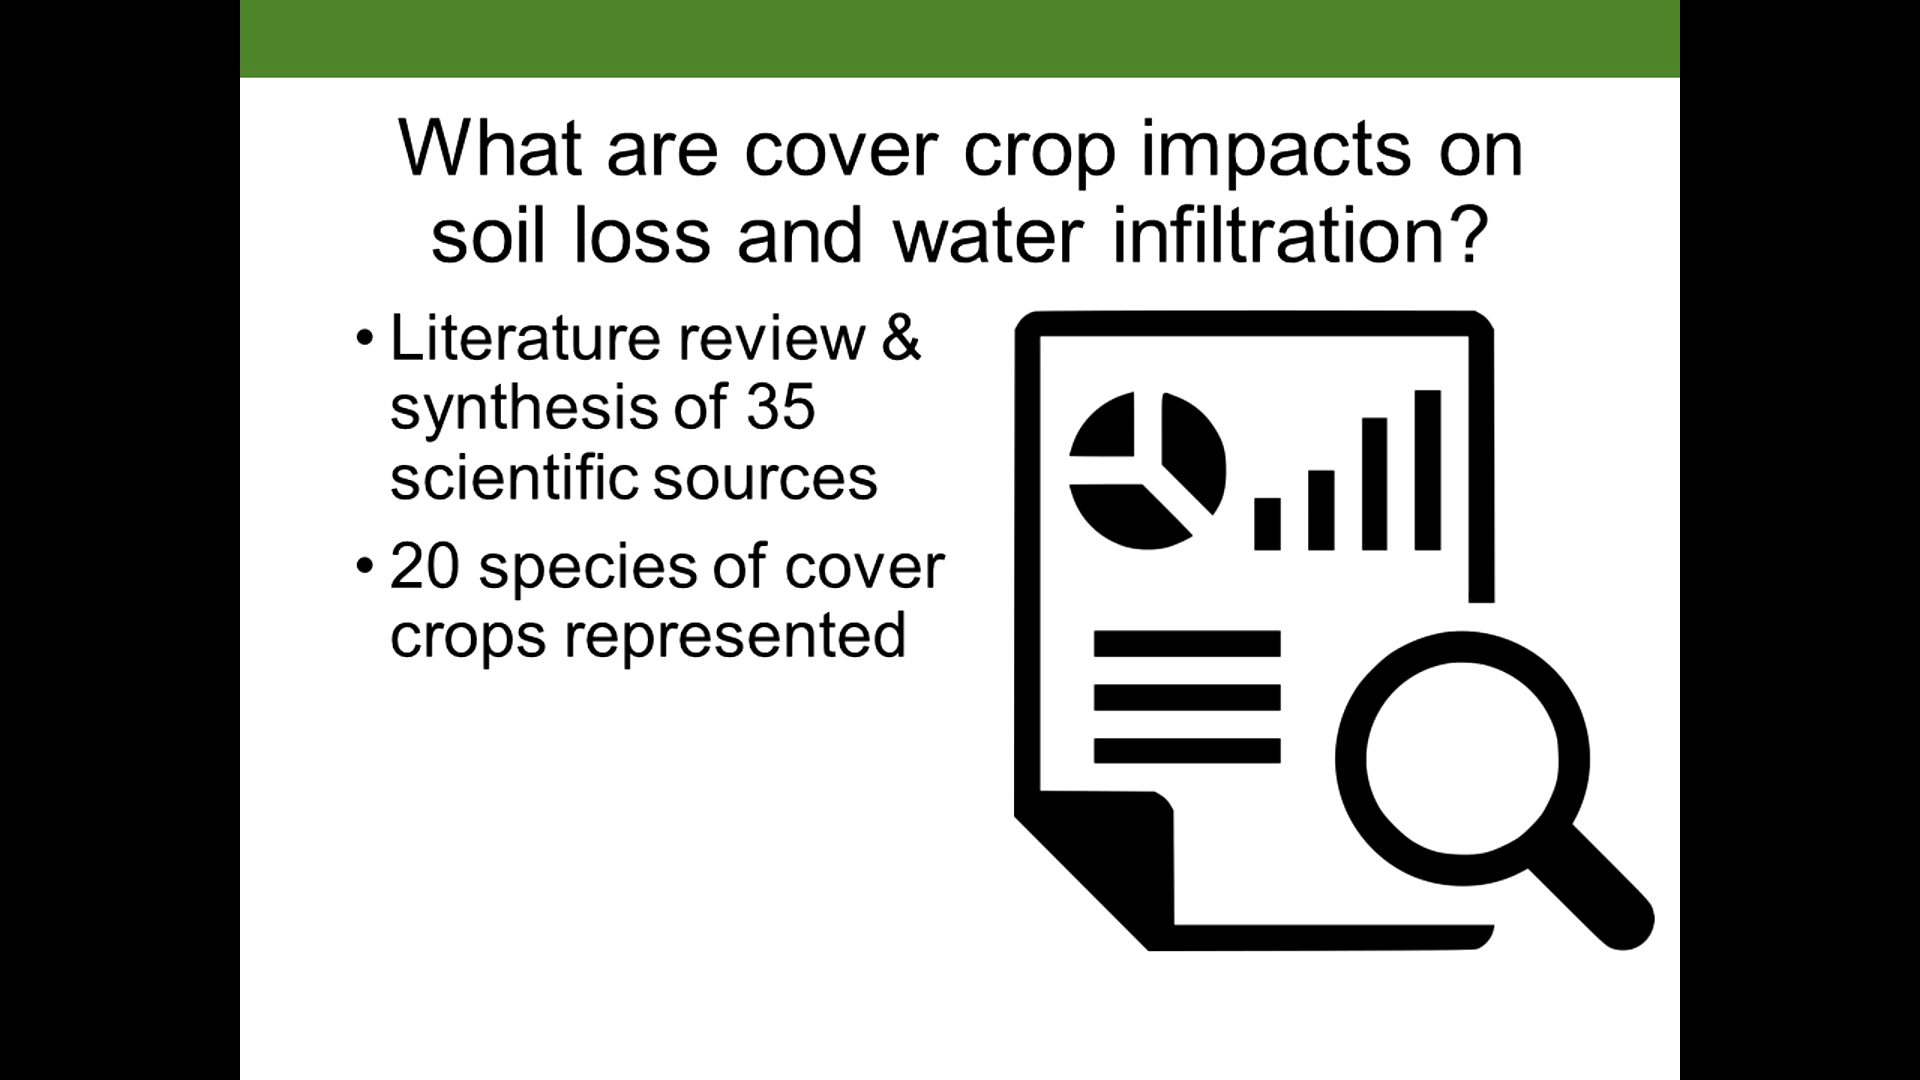 What are cover crop impacts on
soil loss and water infiltration?
• Literature review &
synthesis of 35
scientific sources
• 20 species of cover
crops represented